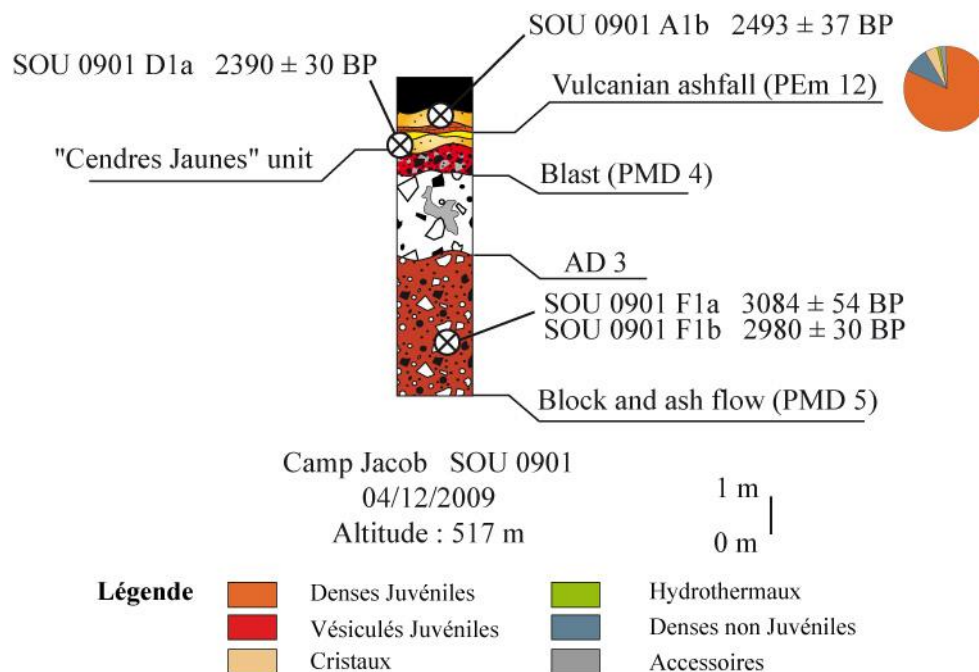 SOU 0901 A1b 2493 ± 37 BP
SOU 0901 D1a 2390 ± 30 BP
Vulcanian ashfall (PEm 12)
"Cendres Jaunes" unit
Blast (PMD 4)
AD 3
SOU 0901 F1a 3084 ± 54 BP
SOU 0901 F1b 2980 ± 30 BP
Block and ash flow (PMD 5)
Camp Jacob SOU 0901
04/12/2009
Altitude : 517 m
1 m
0 m
Légende
Denses Juvéniles
Hydrothermaux
Vésiculés Juvéniles
Denses non Juvéniles
Cristaux
Accessoires